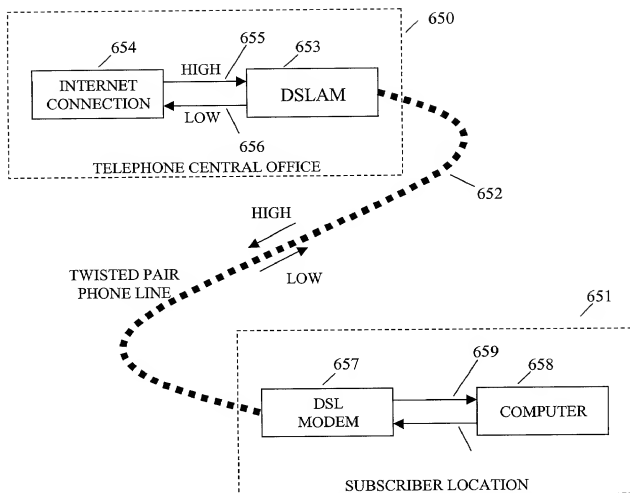 650
654
655
653
HIGH
INTERNET
CONNECTION
DSLAM
LOW
656
TELEPHONE CENTRAL OFFICE
652
HIGH
LOW
TWISTED PAIR
PHONE LINE
651
657
659
658
DSL
MODEM
COMPUTER
SUBSCRIBER LOCATION